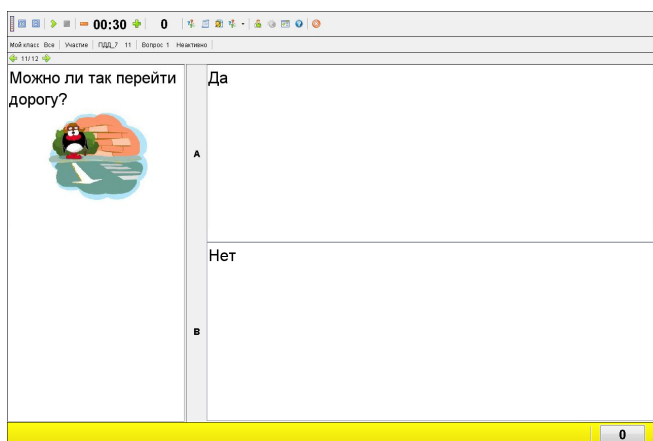 00:30 0
Мой класс Все Участие ПДД_7 11 Вопрос 1 Неактивно
11/12
Можно ли так перейти
дорогу?
A
Да
B
Нет
0